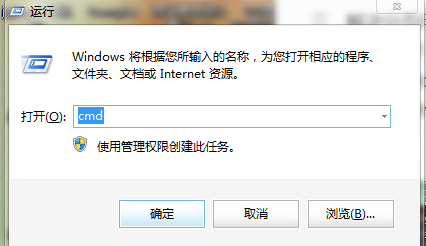 运行
Windows 将根据您所输入的名称，为您打开相应的程序、
文件夹、文档或 Internet 资源。
打开(O): cmd
使用管理权限创建此任务。
确定 取消 浏览(B)...